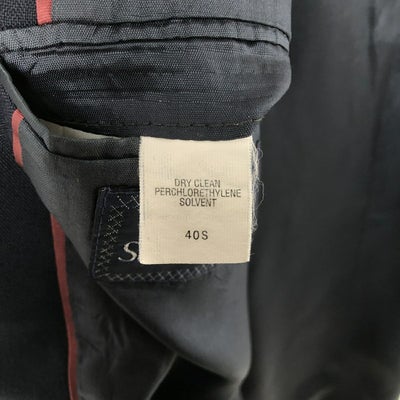 DRY CLEAN
PERCHLORETHYLENE
SOLVENT
40S
S